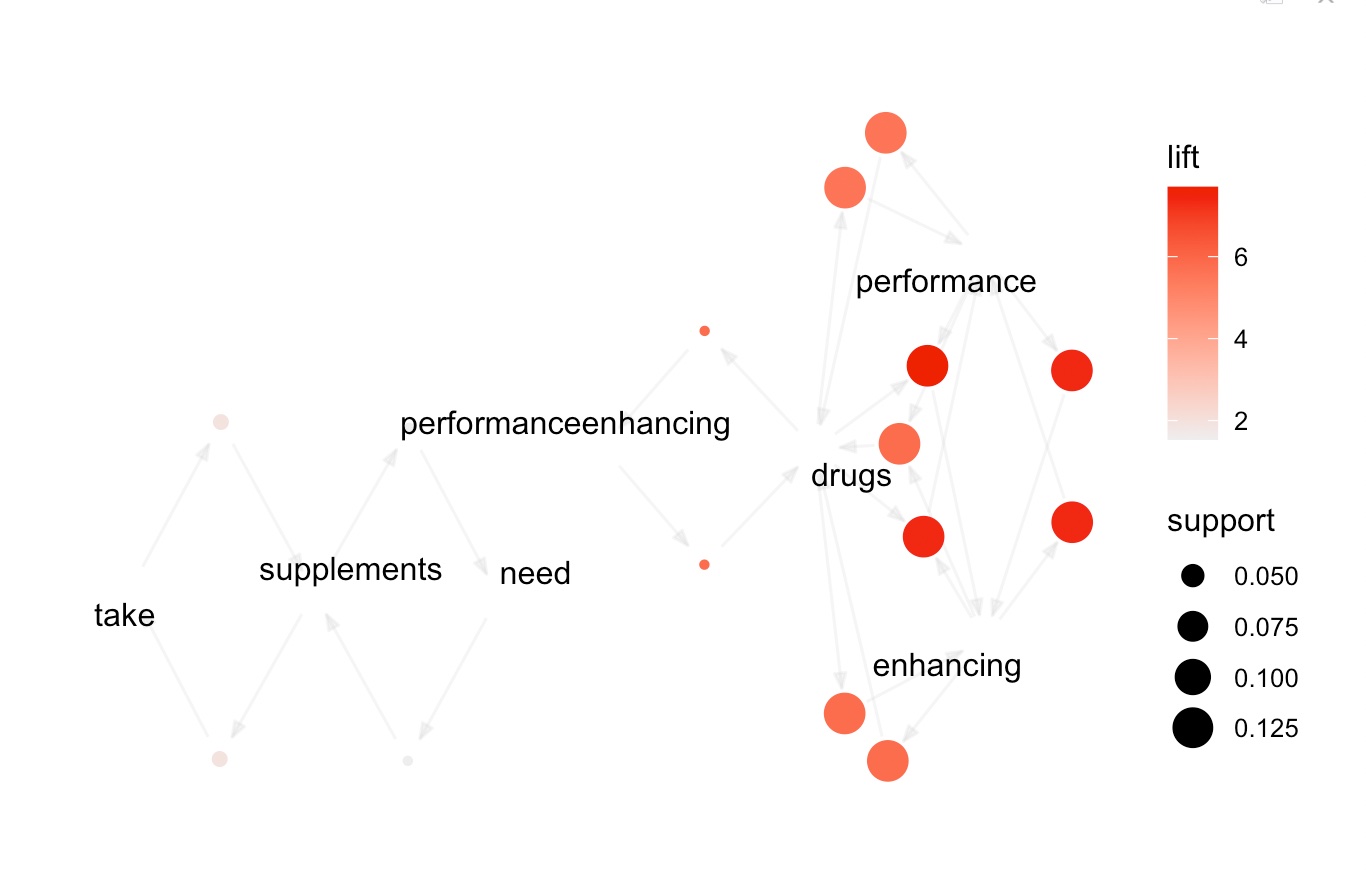 performance
performanceenhancing
drugs
supplements
need
take
enhancing
lift
6
4
2
support
0.050
0.075
0.100
0.125